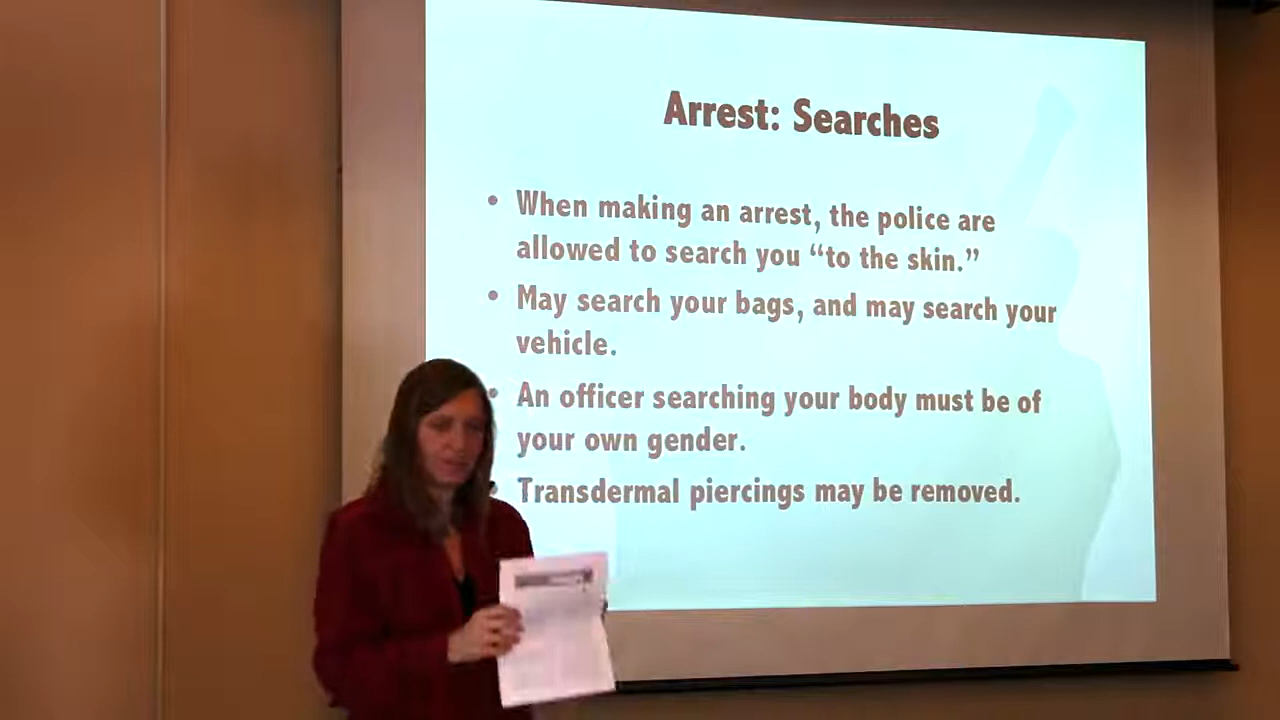 Arrest: Searches
• When making an arrest, the police are
allowed to search you “to the skin.”
• May search your bags, and may search your
vehicle.
• An officer searching your body must be of
your own gender.
• Transdermal piercings may be removed.